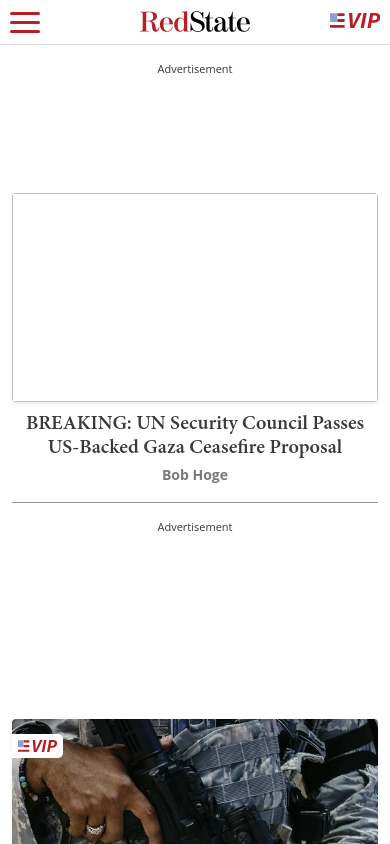 RedState
VIP
Advertisement
BREAKING: UN Security Council Passes
US-Backed Gaza Ceasefire Proposal
Bob Hoge
Advertisement
VIP